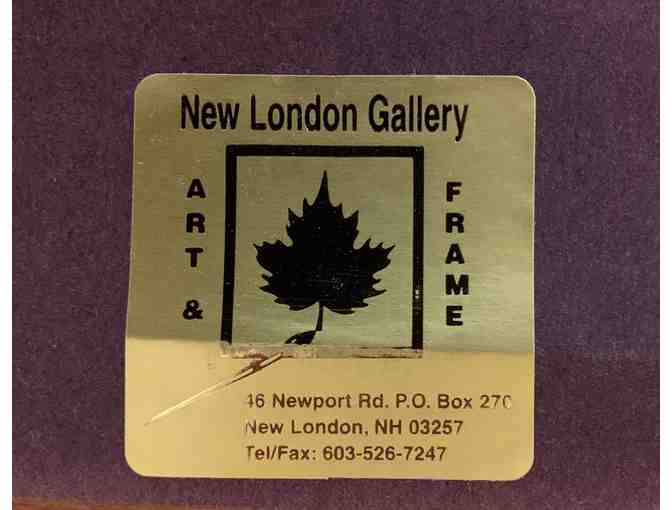 New London Gallery
ART &
FRAME
46 Newport Rd. P.O. Box 270
New London, NH 03257
Tel/Fax: 603-526-7247